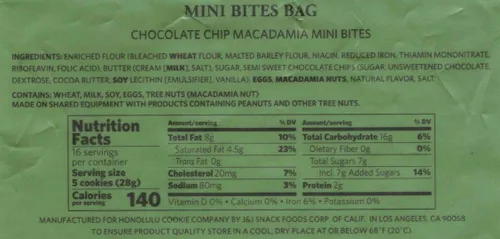 MINI BITES BAG
CHOCOLATE CHIP MACADAMIA MINI BITES
INGREDIENTS: ENRICHED FLOUR (BLEACHED WHEAT FLOUR, MALTED BARLEY FLOUR, NIACIN, REDUCED IRON, THIAMIN MONONITRATE,
RIBOFLAVIN, FOLIC ACID), BUTTER (CREAM [MILK], SALT), SUGAR, SEMI SWEET CHOCOLATE CHIPS (SUGAR, UNSWEETENED CHOCOLATE,
DEXTROSE, COCOA BUTTER, SOY LECITHIN [EMULSIFIER], VANILLA), EGGS, MACADAMIA NUTS, NATURAL FLAVOR, SALT.
CONTAINS: WHEAT, MILK, SOY, EGGS, TREE NUTS (MACADAMIA NUT)
MADE ON SHARED EQUIPMENT WITH PRODUCTS CONTAINING PEANUTS AND OTHER TREE NUTS.
Nutrition
Facts
16 servings
per container
Serving size
5 cookies (28g)
Calories 140
per serving
Amount/serving % DV
Total Fat 8g 10%
Saturated Fat 4.5g 23%
Trans Fat 0g
Cholesterol 20mg 7%
Sodium 80mg 3%
Amount/serving % DV
Total Carbohydrate 16g 6%
Dietary Fiber 0g 0%
Total Sugars 7g
Incl. 7g Added Sugars 14%
Protein 2g
Vitamin D 0% • Calcium 0% • Iron 6% • Potassium 0%
MANUFACTURED FOR HONOLULU COOKIE COMPANY BY J&J SNACK FOODS CORP. OF CALIF. IN LOS ANGELES, CA 90058
TO ENSURE PRODUCT QUALITY STORE IN A COOL, DRY PLACE AT OR BELOW 68°F (20°C)